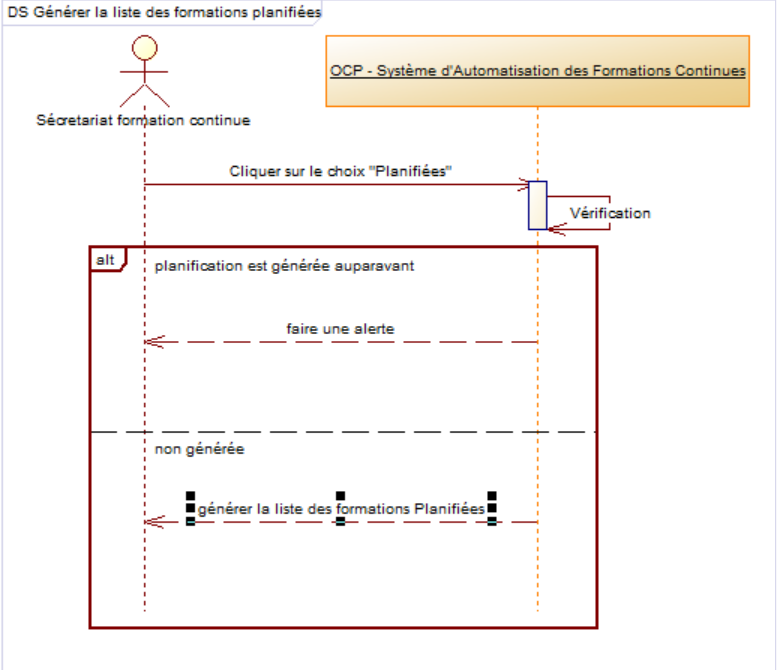 DS Générer la liste des formations planifiées
OCP - Système d'Automatisation des Formations Continues
Sécretariat formation continue
Cliquer sur le choix "Planifiées"
Vérification
alt
planification est générée auparavant
faire une alerte
non générée
générer la liste des formations Planifiées